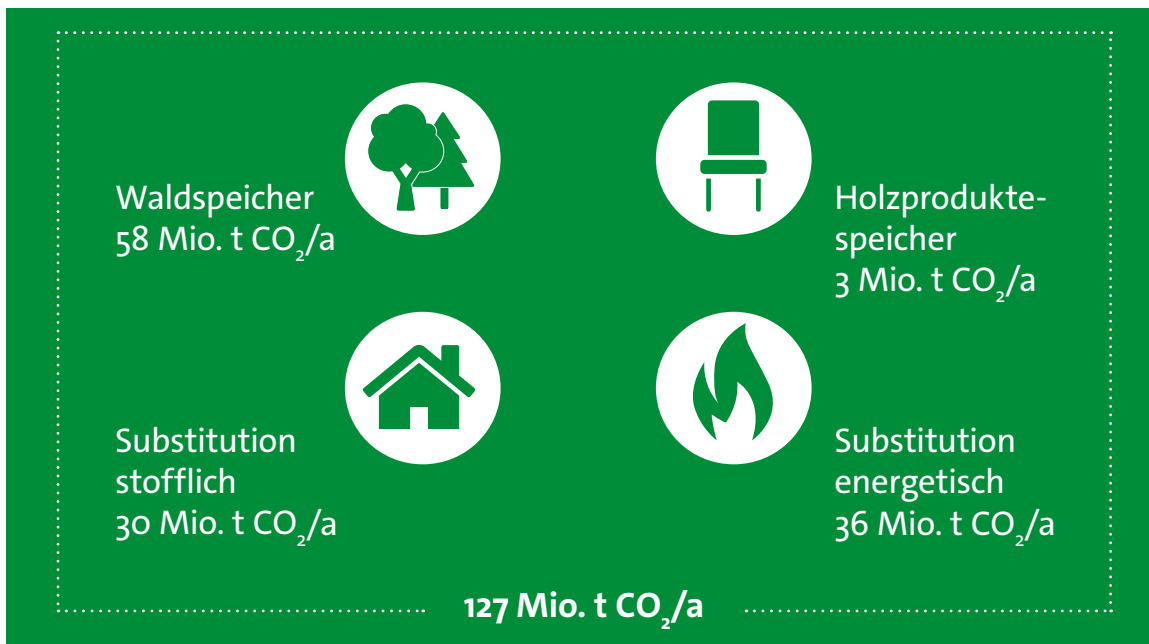 Waldspeicher
58 Mio. t CO₂/a
Holzprodukte-
speicher
3 Mio. t CO₂/a
Substitution
stofflich
30 Mio. t CO₂/a
Substitution
energetisch
36 Mio. t CO₂/a
127 Mio. t CO₂/a